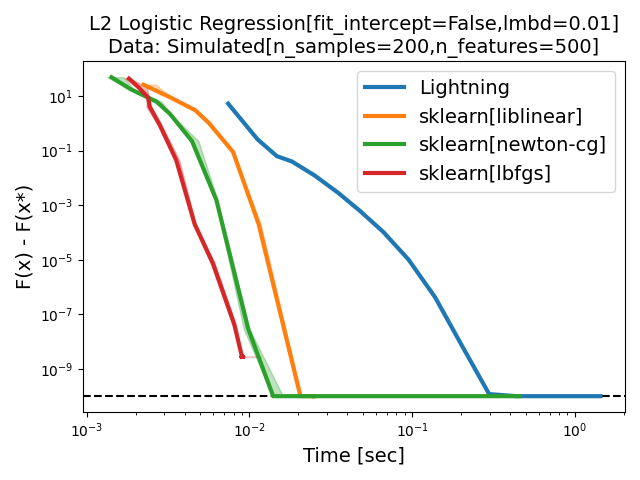 L2 Logistic Regression[fit_intercept=False,lmbd=0.01]
Data: Simulated[n_samples=200,n_features=500]
Lightning
sklearn[liblinear]
sklearn[newton-cg]
sklearn[lbfgs]
F(x) - F(x*)
10¹
10⁻¹
10⁻³
10⁻⁵
10⁻⁷
10⁻⁹
10⁻³
10⁻²
10⁻¹
10⁰
Time [sec]